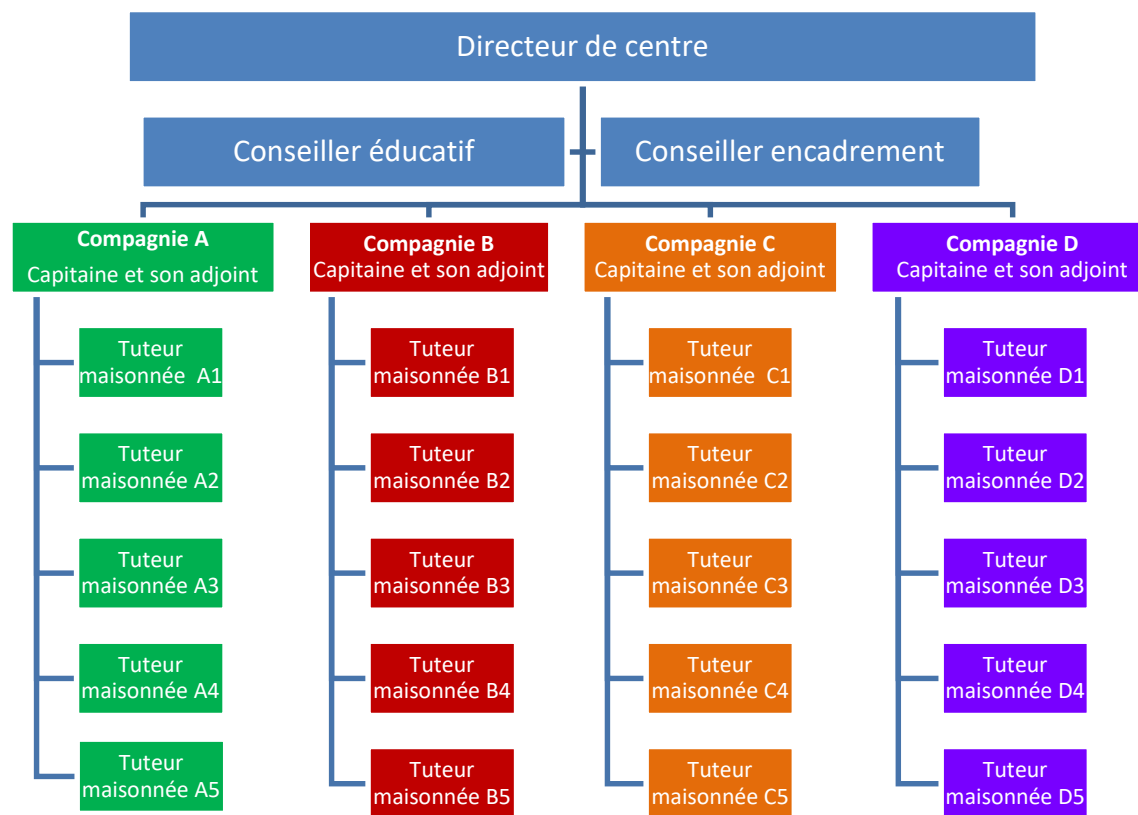 Directeur de centre
Conseiller éducatif
Conseiller encadrement
Compagnie A
Capitaine et son adjoint
Compagnie B
Capitaine et son adjoint
Compagnie C
Capitaine et son adjoint
Compagnie D
Capitaine et son adjoint
Tuteur
maisonnée A1
Tuteur
maisonnée A2
Tuteur
maisonnée A3
Tuteur
maisonnée A4
Tuteur
maisonnée A5
Tuteur
maisonnée B1
Tuteur
maisonnée B2
Tuteur
maisonnée B3
Tuteur
maisonnée B4
Tuteur
maisonnée B5
Tuteur
maisonnée C1
Tuteur
maisonnée C2
Tuteur
maisonnée C3
Tuteur
maisonnée C4
Tuteur
maisonnée C5
Tuteur
maisonnée D1
Tuteur
maisonnée D2
Tuteur
maisonnée D3
Tuteur
maisonnée D4
Tuteur
maisonnée D5